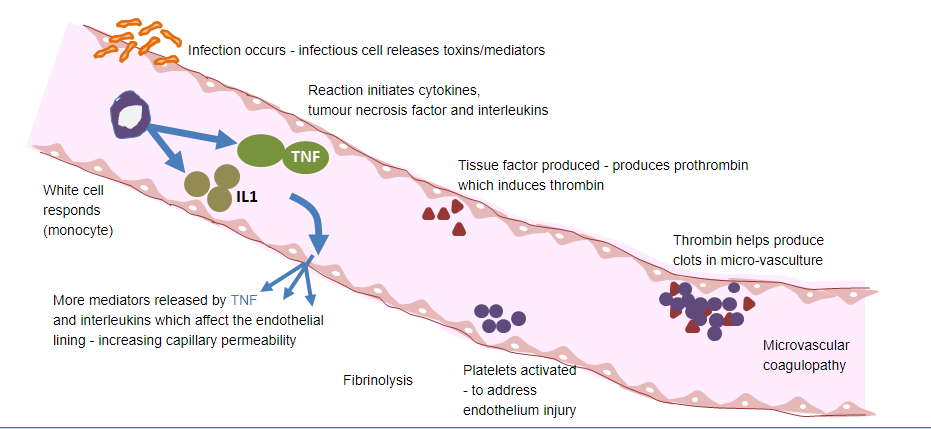 Infection occurs - infectious cell releases toxins/mediators
Reaction initiates cytokines,
tumour necrosis factor and interleukins
TNF
Tissue factor produced - produces prothrombin
which induces thrombin
White cell
responds
(monocyte)
IL1
Thrombin helps produce
clots in micro-vasculature
More mediators released by TNF
and interleukins which affect the endothelial
lining - increasing capillary permeability
Microvascular
coagulopathy
Fibrinolysis
Platelets activated
- to address
endothelium injury